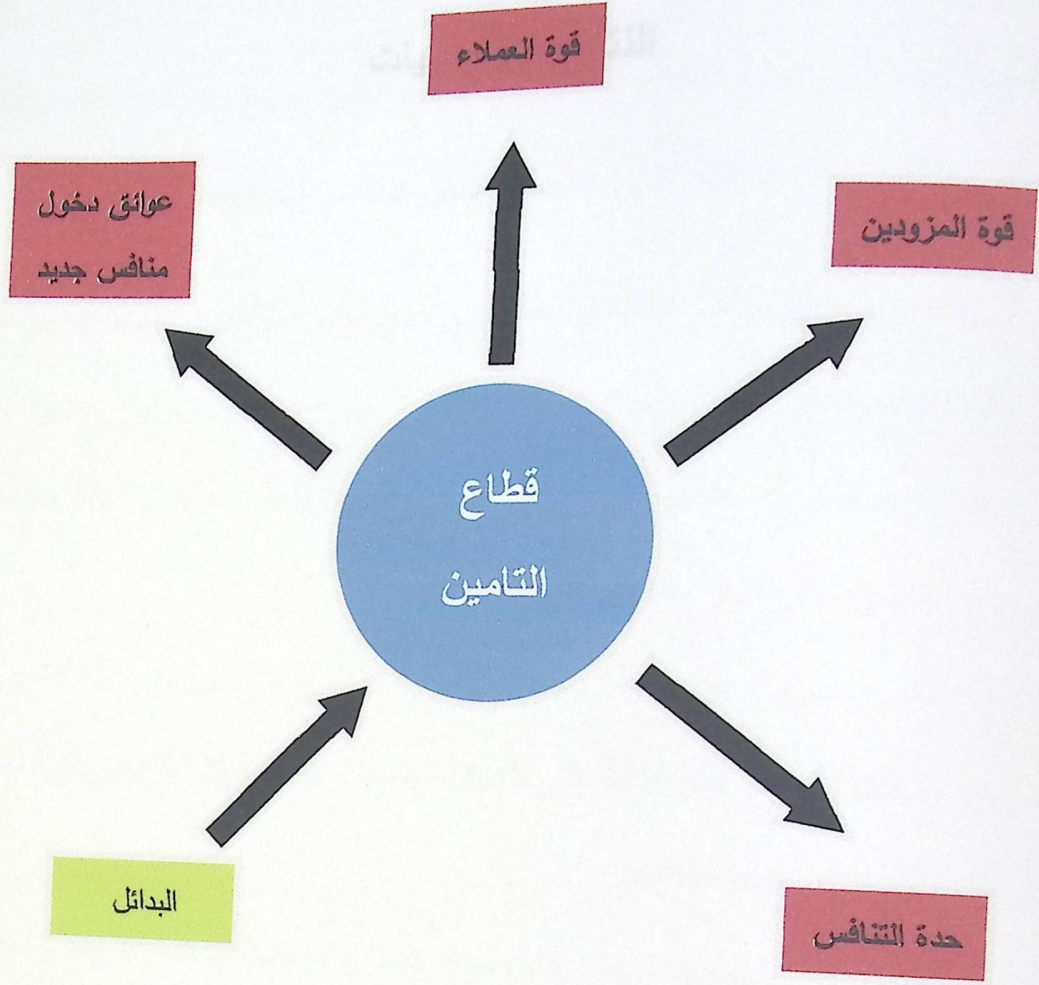 قوة العملاء
قوة المزودين
عوائق دخول
منافس جديد
قطاع
التامين
البدائل
حدة التنافس